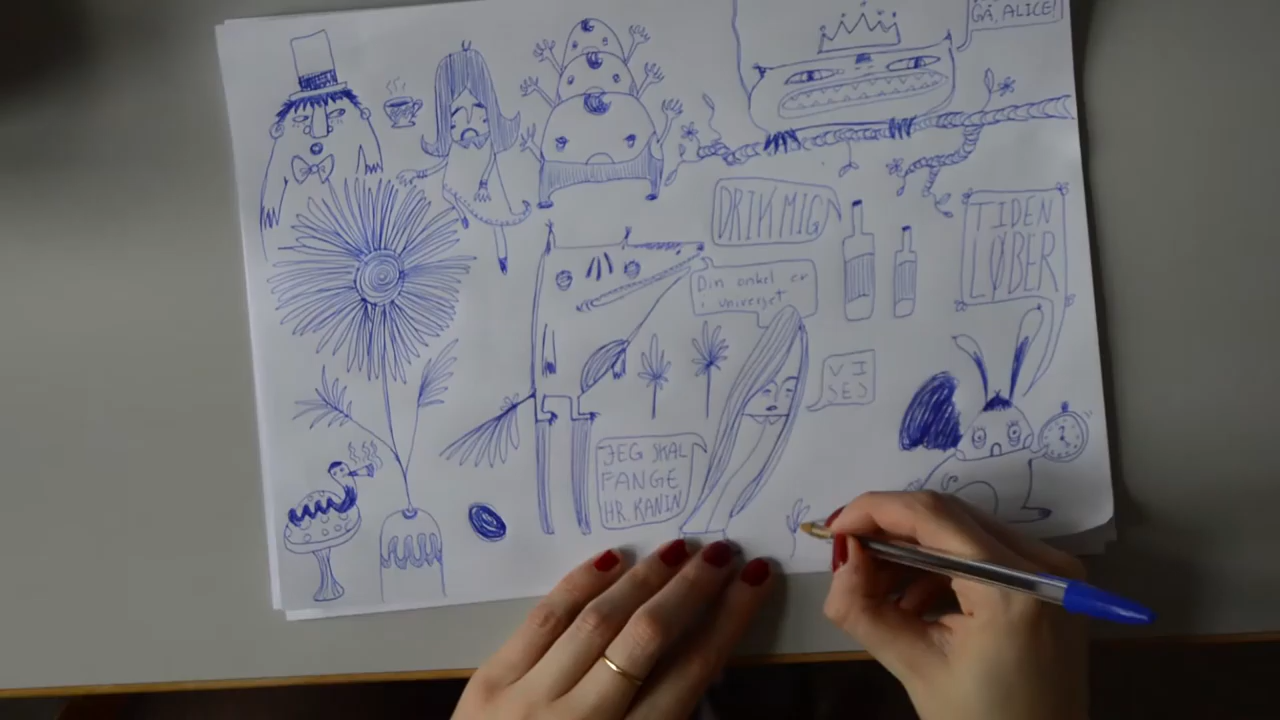 GÅ, ALICE!
DRIK MIG
TIDEN
LØBER
Din onkel er
i universet
VI
SES
JEG SKAL
FANGE
HR. KANIN